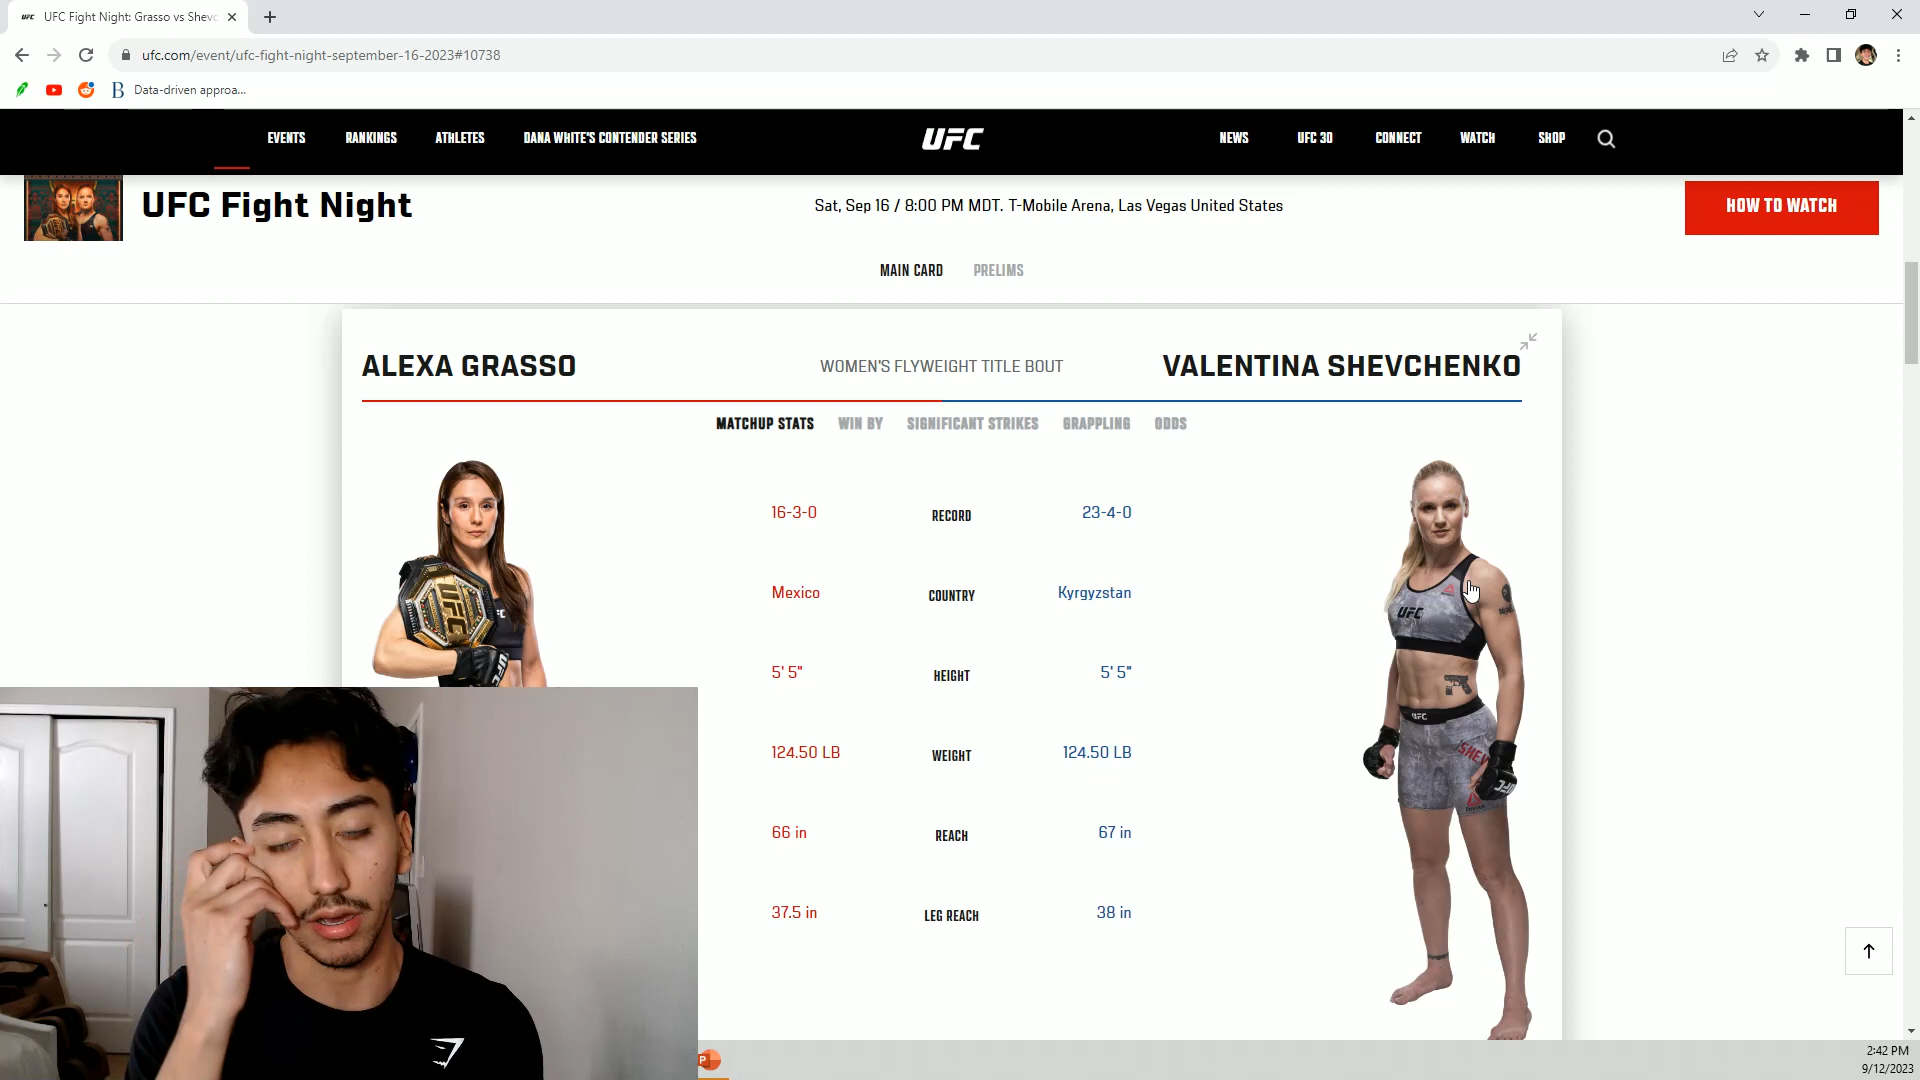 UFC Fight Night: Grasso vs Shevc
ufc.com/event/ufc-fight-night-september-16-2023#10738
B Data-driven approa...
EVENTS RANKINGS ATHLETES DANA WHITE'S CONTENDER SERIES UFC NEWS UFC 30 CONNECT WATCH SHOP
UFC Fight Night
Sat, Sep 16 / 8:00 PM MDT. T-Mobile Arena, Las Vegas United States
HOW TO WATCH
MAIN CARD PRELIMS
ALEXA GRASSO WOMEN'S FLYWEIGHT TITLE BOUT VALENTINA SHEVCHENKO
MATCHUP STATS WIN BY SIGNIFICANT STRIKES GRAPPLING ODDS
16-3-0 RECORD 23-4-0
Mexico COUNTRY Kyrgyzstan
5' 5" HEIGHT 5' 5"
124.50 LB WEIGHT 124.50 LB
66 in REACH 67 in
37.5 in LEG REACH 38 in
UFC
UFC
UFC
UFC
UFC
2:42 PM
9/12/2023